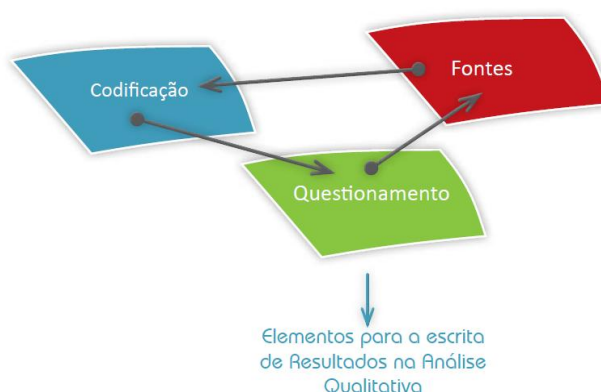 Codificação
Fontes
Questionamento
Elementos para a escrita
de Resultados na Análise
Qualitativa